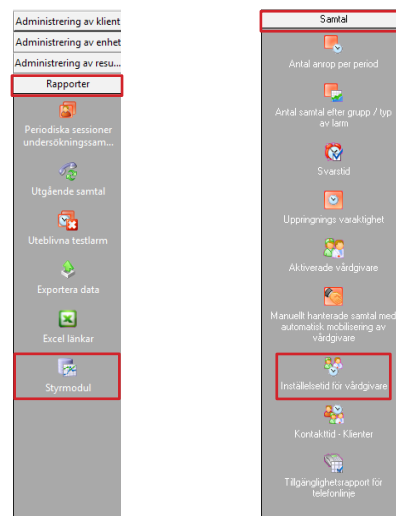 Administrering av klient
Administrering av enhet
Administrering av resu...
Rapporter
Periodiska sessioner
undersökningssam...
Utgående samtal
Uteblivna testlarm
Exportera data
Excel länkar
Styrmodul
Samtal
Antal anrop per period
Antal samtal efter grupp / typ
av larm
Svarstid
Uppringnings varaktighet
Aktiverade vårdgivare
Manuellt hanterade samtal med
automatisk mobilisering av
vårdgivare
Inställelsetid för vårdgivare
Kontakttid - Klienter
Tillgänglighetsrapport för
telefonlinje